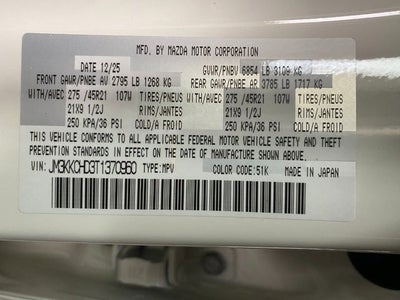 MFD. BY MAZDA MOTOR CORPORATION
DATE 12/25 GVWR/PNBV 6854 LB 3109 KG
FRONT GAWR/PNBE AV 2795 LB 1268 KG REAR GAWR/PNBE AR 3785 LB 1717 KG
WITH/AVEC 275 /45R21 107W TIRES/PNEUS WITH/AVEC 275 /45R21 107W TIRES/PNEUS
21X9 1/2J RIMS/JANTES 21X9 1/2J RIMS/JANTES
250 KPA/36 PSI COLD/A FROID 250 KPA/36 PSI COLD/A FROID
THIS VEHICLE CONFORMS TO ALL APPLICABLE FEDERAL MOTOR VEHICLE SAFETY AND THEFT
PREVENTION STANDARDS IN EFFECT ON THE DATE OF MANUFACTURE SHOWN ABOVE.
VIN: JM3KKCHD3T1370960 TYPE:MPV COLOR CODE:51K MADE IN JAPAN